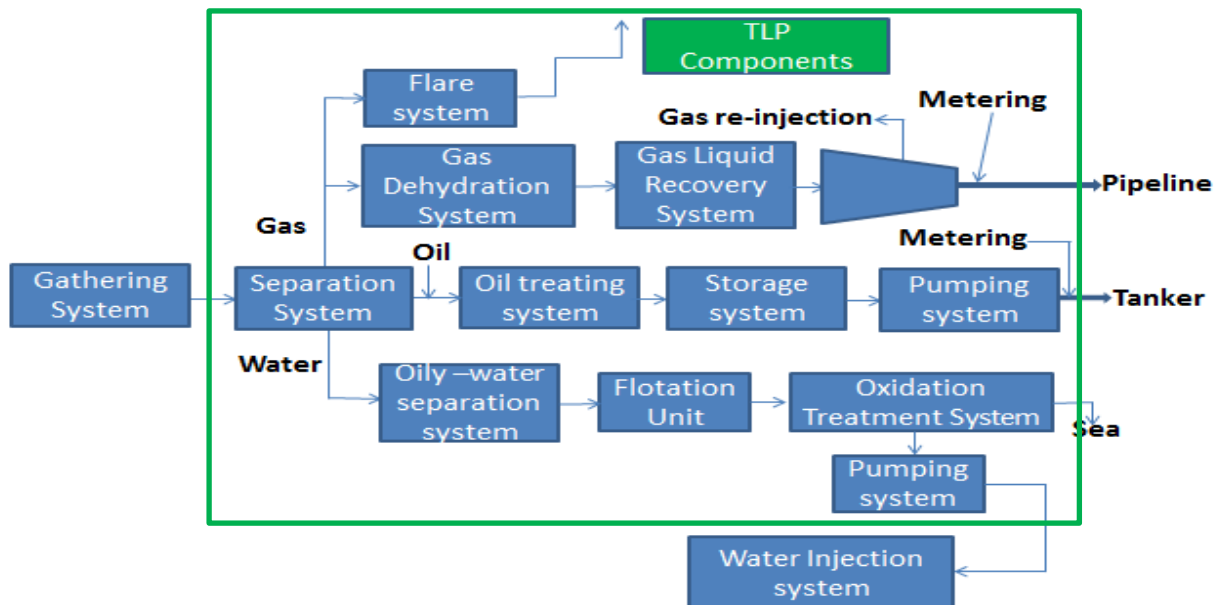 TLP
Components
Flare
system
Metering
Gas re-injection
Gas
Dehydration
System
Gas Liquid
Recovery
System
Pipeline
Gas
Metering
Oil
Gathering
System
Separation
System
Oil treating
system
Storage
system
Pumping
system
Tanker
Water
Oily –water
separation
system
Flotation
Unit
Oxidation
Treatment System
Sea
Pumping
system
Water Injection
system